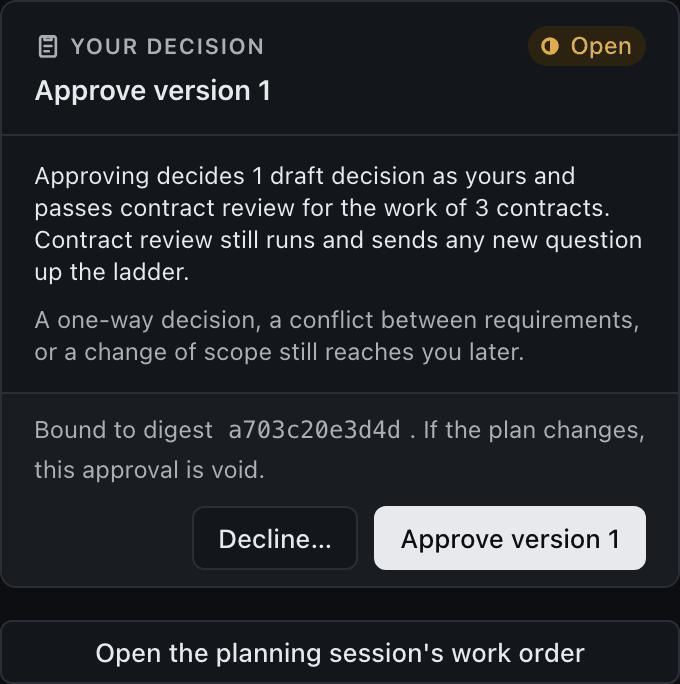 YOUR DECISION
Open
Approve version 1
Approving decides 1 draft decision as yours and
passes contract review for the work of 3 contracts.
Contract review still runs and sends any new question
up the ladder.
A one-way decision, a conflict between requirements,
or a change of scope still reaches you later.
Bound to digest a703c20e3d4d . If the plan changes,
this approval is void.
Decline...
Approve version 1
Open the planning session's work order